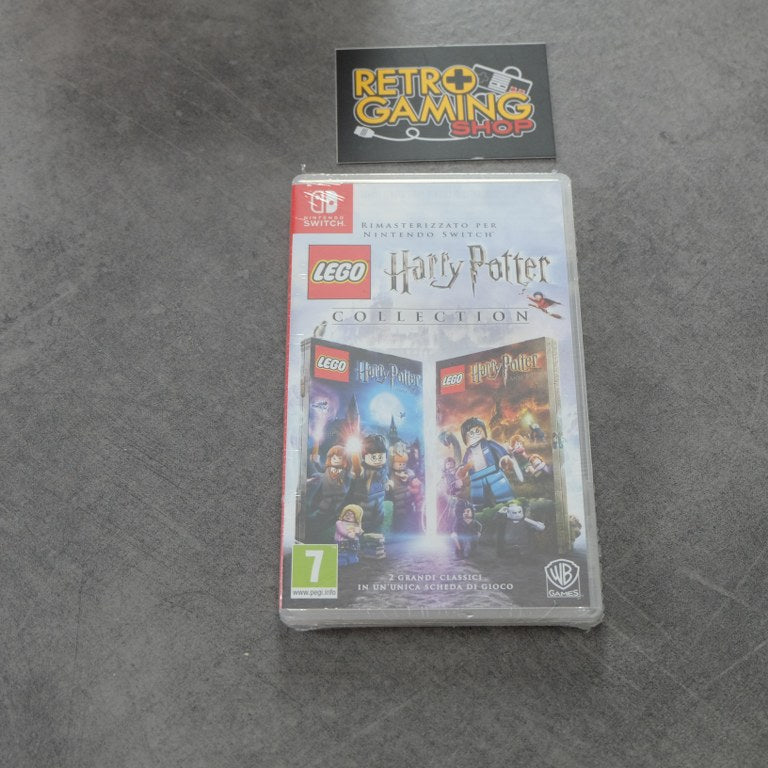 RETRO
GAMING
SHOP
NINTENDO
SWITCH
RIMASTERIZZATO PER
NINTENDO SWITCH
LEGO Harry Potter
COLLECTION
LEGO Harry Potter
LEGO Harry Potter
7
www.pegi.info
2 GRANDI CLASSICI
IN UN'UNICA SCHEDA DI GIOCO
WB
GAMES